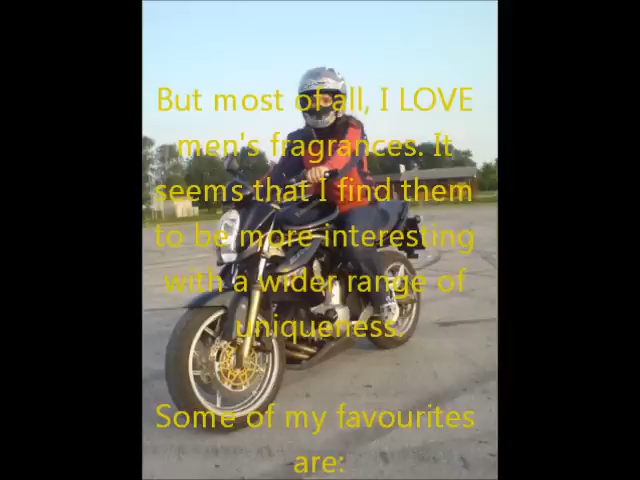 But most of all, I LOVE
men's fragrances. It
seems that I find them
to be more interesting
with a wider range of
uniqueness.
Some of my favourites
are: